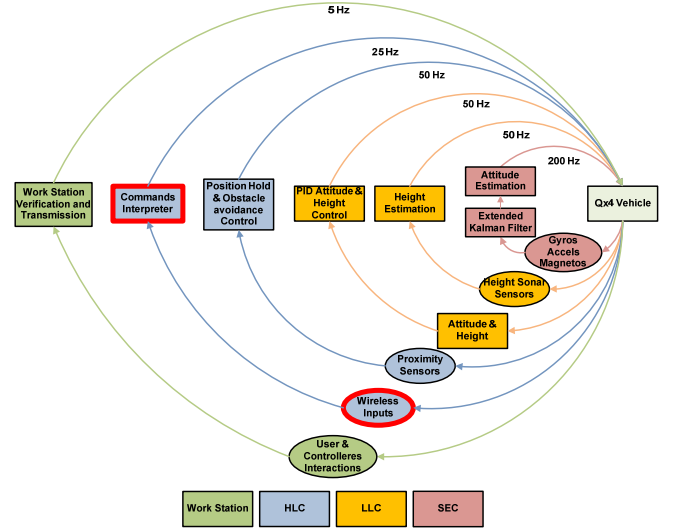 5 Hz
25 Hz
50 Hz
50 Hz
50 Hz
200 Hz
Work Station
Verification and
Transmission
Commands
Interpreter
Position Hold
& Obstacle
avoidance
Control
PID Attitude &
Height
Control
Height
Estimation
Attitude
Estimation
Extended
Kalman Filter
Qx4 Vehicle
Gyros
Accels
Magnetos
Height Sonar
Sensors
Attitude &
Height
Proximity
Sensors
Wireless
Inputs
User &
Controlleres
Interactions
Work Station
HLC
LLC
SEC